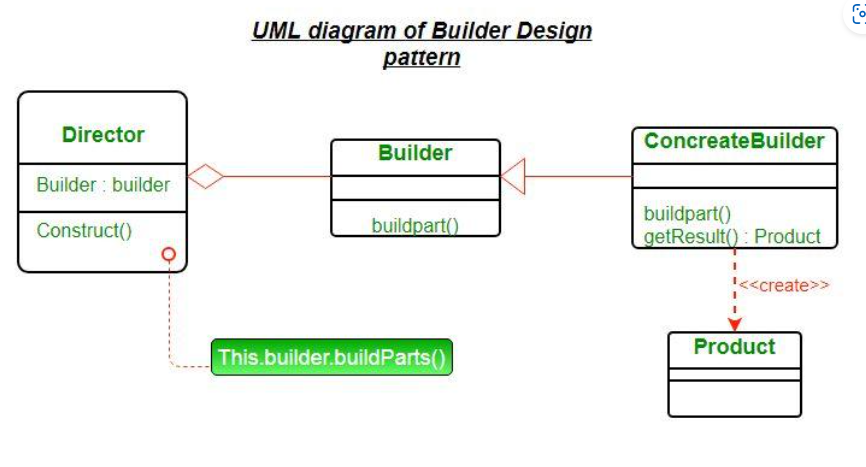 UML diagram of Builder Design
pattern
Director
Builder : builder
Construct()
Builder
buildpart()
ConcreateBuilder
buildpart()
getResult() : Product
<<create>>
This.builder.buildParts()
Product